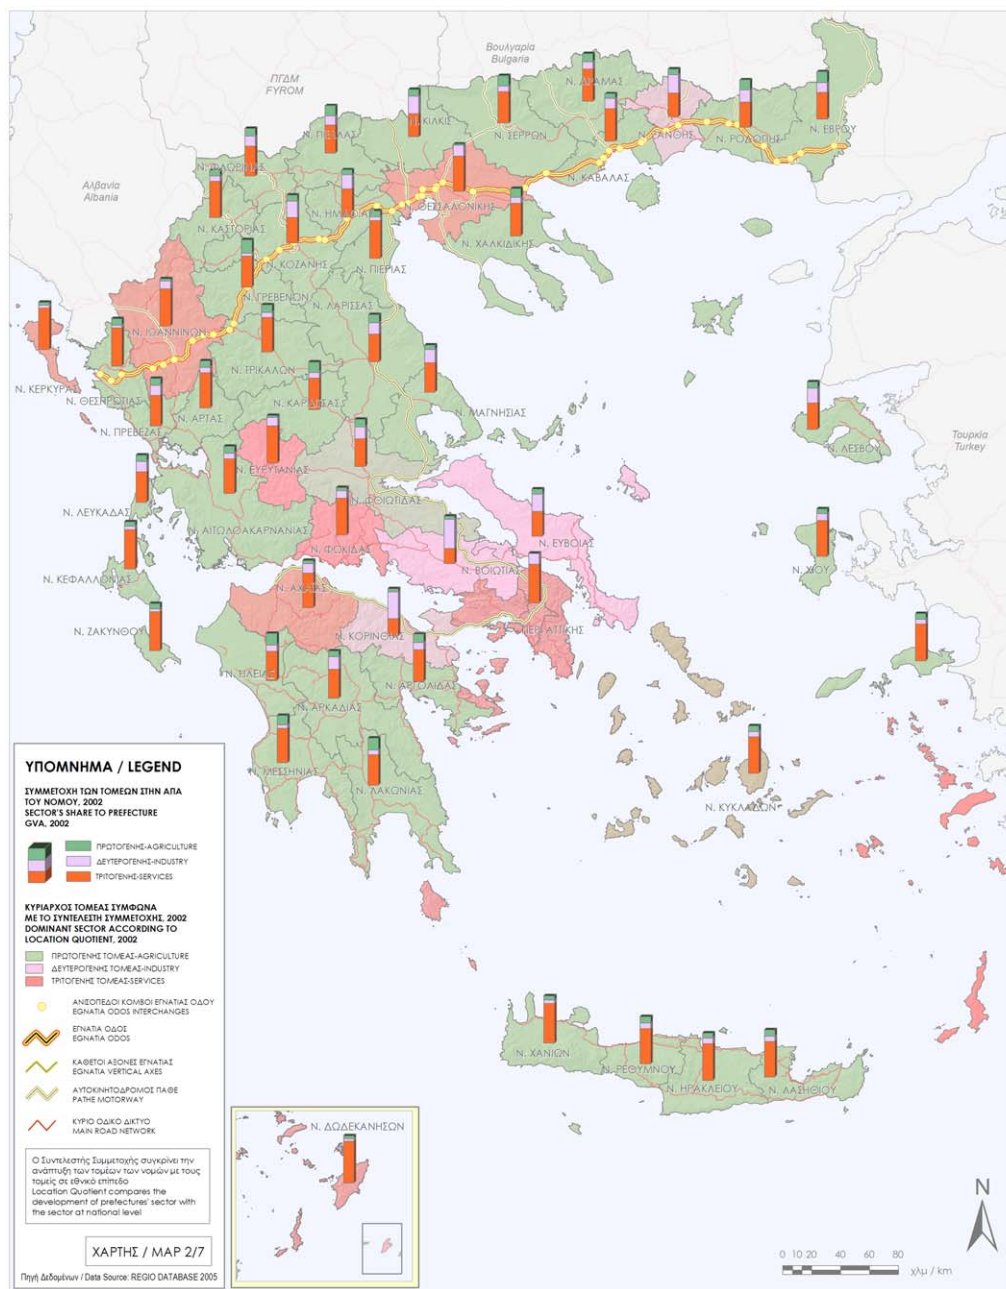 Βουλγαρία
Bulgaria
ΠΓΔΜ
FYROM
Αλβανία
Albania
Τουρκία
Turkey
Ν. ΔΡΑΜΑΣ
Ν. ΞΑΝΘΗΣ
Ν. ΡΟΔΟΠΗΣ
Ν. ΕΒΡΟΥ
Ν. ΚΙΛΚΙΣ
Ν. ΣΕΡΡΩΝ
Ν. ΠΕΛΛΑΣ
Ν. ΦΛΩΡΙΝΑΣ
Ν. ΚΑΒΑΛΑΣ
Ν. ΘΕΣΣΑΛΟΝΙΚΗΣ
Ν. ΗΜΑΘΙΑΣ
Ν. ΚΑΣΤΟΡΙΑΣ
Ν. ΧΑΛΚΙΔΙΚΗΣ
Ν. ΚΟΖΑΝΗΣ
Ν. ΠΙΕΡΙΑΣ
Ν. ΓΡΕΒΕΝΩΝ
Ν. ΛΑΡΙΣΣΑΣ
Ν. ΙΩΑΝΝΙΝΩΝ
Ν. ΚΕΡΚΥΡΑΣ
Ν. ΤΡΙΚΑΛΩΝ
Ν. ΘΕΣΠΡΩΤΙΑΣ
Ν. ΚΑΡΔΙΤΣΑΣ
Ν. ΑΡΤΑΣ
Ν. ΜΑΓΝΗΣΙΑΣ
Ν. ΠΡΕΒΕΖΑΣ
Ν. ΛΕΣΒΟΥ
Ν. ΕΥΡΥΤΑΝΙΑΣ
Ν. ΦΘΙΩΤΙΔΑΣ
Ν. ΛΕΥΚΑΔΑΣ
Ν. ΑΙΤΩΛΟΑΚΑΡΝΑΝΙΑΣ
Ν. ΦΩΚΙΔΑΣ
Ν. ΕΥΒΟΙΑΣ
Ν. ΒΟΙΩΤΙΑΣ
Ν. ΧΙΟΥ
Ν. ΚΕΦΑΛΛΟΝΙΑΣ
Ν. ΑΧΑΪΑΣ
Ν. ΖΑΚΥΝΘΟΥ
Ν. ΚΟΡΙΝΘΙΑΣ
ΠΕΡ. ΑΤΤΙΚΗΣ
Ν. ΗΛΕΙΑΣ
Ν. ΑΡΓΟΛΙΔΑΣ
Ν. ΑΡΚΑΔΙΑΣ
Ν. ΜΕΣΣΗΝΙΑΣ
Ν. ΛΑΚΩΝΙΑΣ
Ν. ΚΥΚΛΑΔΩΝ
Ν. ΧΑΝΙΩΝ
Ν. ΡΕΘΥΜΝΟΥ
Ν. ΗΡΑΚΛΕΙΟΥ
Ν. ΛΑΣΙΘΙΟΥ
Ν. ΔΩΔΕΚΑΝΗΣΩΝ
ΥΠΟΜΝΗΜΑ / LEGEND
ΣΥΜΜΕΤΟΧΗ ΤΩΝ ΤΟΜΕΩΝ ΣΤΗΝ ΑΠΑ
ΤΟΥ ΝΟΜΟΥ, 2002
SECTOR'S SHARE TO PREFECTURE
GVA, 2002
ΠΡΩΤΟΓΕΝΗΣ-AGRICULTURE
ΔΕΥΤΕΡΟΓΕΝΗΣ-INDUSTRY
ΤΡΙΤΟΓΕΝΗΣ-SERVICES
ΚΥΡΙΑΡΧΟΣ ΤΟΜΕΑΣ ΣΥΜΦΩΝΑ
ΜΕ ΤΟ ΣΥΝΤΕΛΕΣΤΗ ΣΥΜΜΕΤΟΧΗΣ, 2002
DOMINANT SECTOR ACCORDING TO
LOCATION QUOTIENT, 2002
ΠΡΩΤΟΓΕΝΗΣ ΤΟΜΕΑΣ-AGRICULTURE
ΔΕΥΤΕΡΟΓΕΝΗΣ ΤΟΜΕΑΣ-INDUSTRY
ΤΡΙΤΟΓΕΝΗΣ ΤΟΜΕΑΣ-SERVICES
ΑΝΙΣΟΠΕΔΟΙ ΚΟΜΒΟΙ ΕΓΝΑΤΙΑΣ ΟΔΟΥ
EGNATIA ODOS INTERCHANGES
ΕΓΝΑΤΙΑ ΟΔΟΣ
EGNATIA ODOS
ΚΑΘΕΤΟΙ ΑΞΟΝΕΣ ΕΓΝΑΤΙΑΣ
EGNATIA VERTICAL AXES
ΑΥΤΟΚΙΝΗΤΟΔΡΟΜΟΣ ΠΑΘΕ
PATHE MOTORWAY
ΚΥΡΙΟ ΟΔΙΚΟ ΔΙΚΤΥΟ
MAIN ROAD NETWORK
Ο Συντελεστής Συμμετοχής συγκρίνει την
ανάπτυξη των τομέων των νομών με τους
τομείς σε εθνικό επίπεδο
Location Quotient compares the
development of prefectures' sector with
the sector at national level
ΧΑΡΤΗΣ / MAP 2/7
Πηγή Δεδομένων / Data Source: REGIO DATABASE 2005
N
0 10 20 40 60 80
χλμ / km